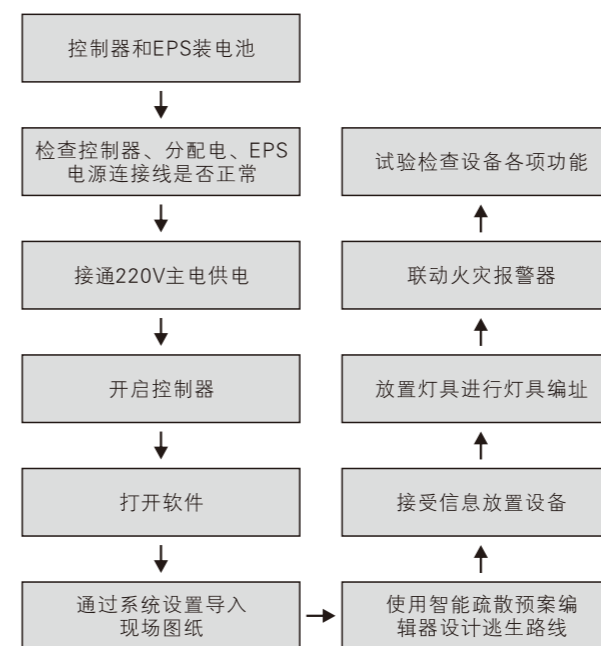 控制器和EPS装电池
检查控制器、分配电、EPS
电源连接线是否正常
接通220V主电供电
开启控制器
打开软件
通过系统设置导入
现场图纸
使用智能疏散预案编
辑器设计逃生路线
接受信息放置设备
放置灯具进行灯具编址
联动火灾报警器
试验检查设备各项功能